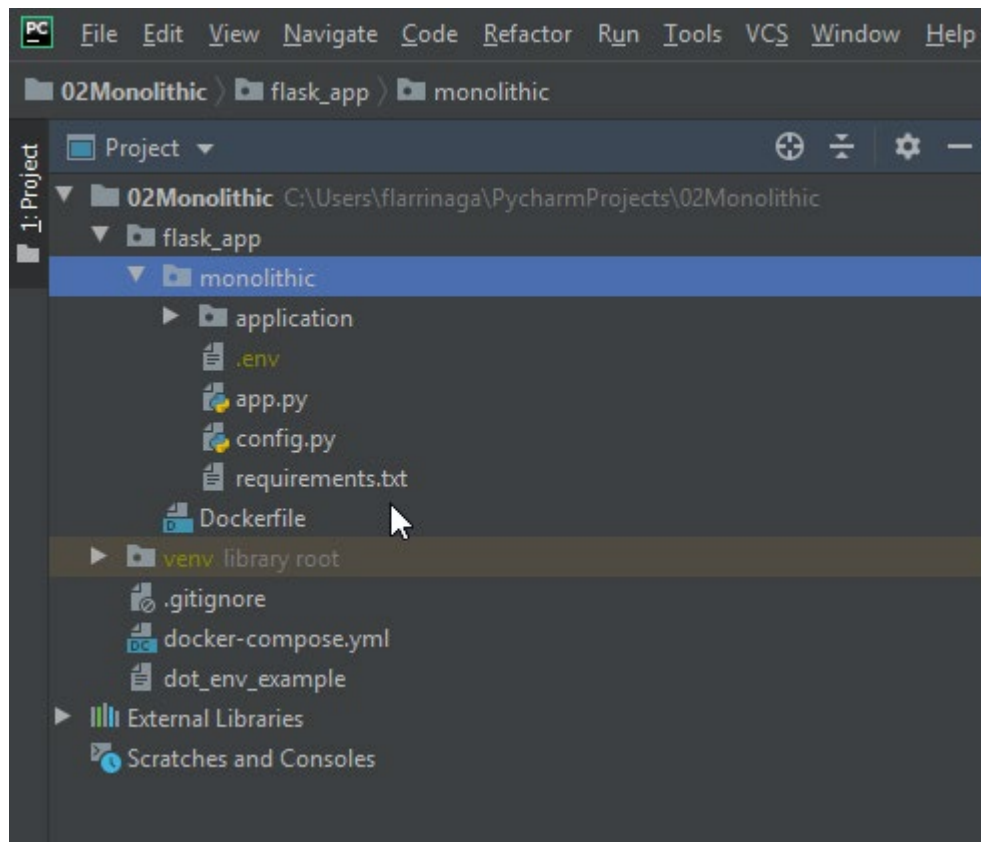 PC File Edit View Navigate Code Refactor Run Tools VCS Window Help
02Monolithic flask_app monolithic
1: Project
Project
02Monolithic C:\Users\flarrinaga\PycharmProjects\02Monolithic
flask_app
monolithic
application
.env
app.py
config.py
requirements.txt
D Dockerfile
venv library root
.gitignore
DC docker-compose.yml
dot_env_example
External Libraries
Scratches and Consoles